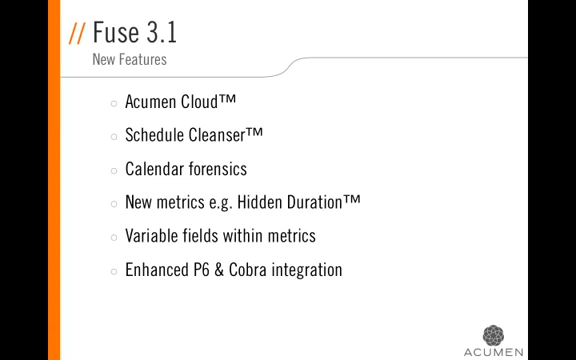 // Fuse 3.1
New Features
Acumen Cloud™
Schedule Cleanser™
Calendar forensics
New metrics e.g. Hidden Duration™
Variable fields within metrics
Enhanced P6 & Cobra integration
ACUMEN